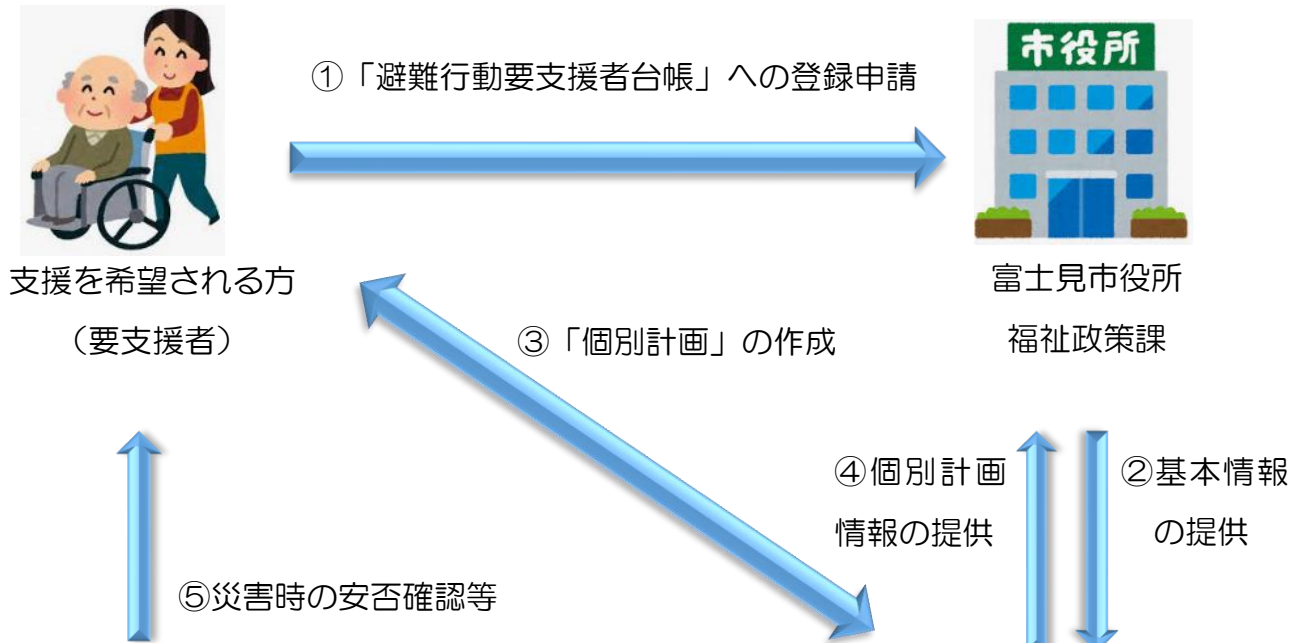 市役所
①「避難行動要支援者台帳」への登録申請
支援を希望される方
（要支援者）
富士見市役所
福祉政策課
③「個別計画」の作成
④個別計画
情報の提供
②基本情報
の提供
⑤災害時の安否確認等